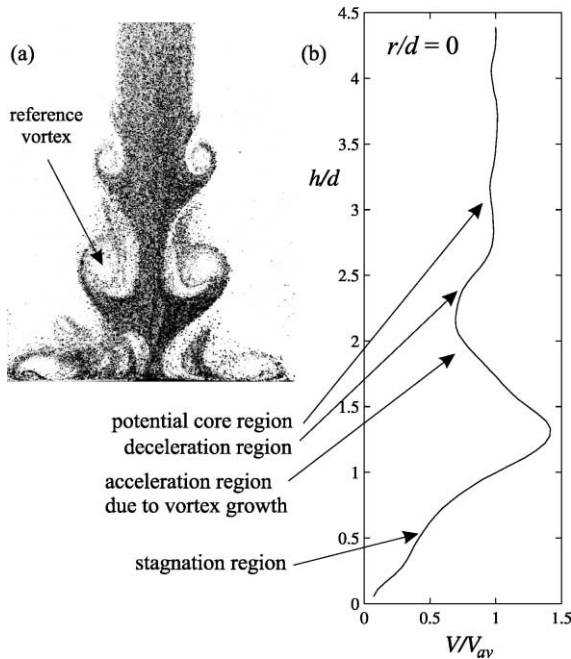 (a)
reference
vortex
(b)
r/d = 0
h/d
4.5
4
3.5
3
2.5
2
1.5
1
0.5
0
potential core region
deceleration region
acceleration region
due to vortex growth
stagnation region
0
0.5
1
1.5
V/Vav